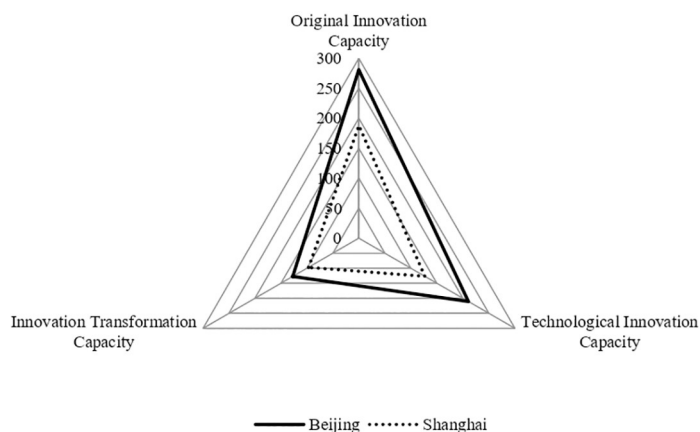 Original Innovation
Capacity
300
250
200
150
100
50
0
Innovation Transformation
Capacity
Technological Innovation
Capacity
Beijing
Shanghai